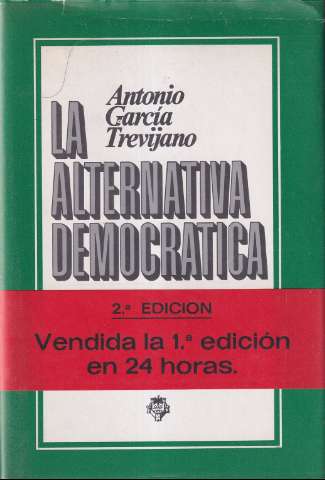 Antonio
García
Trevijano
LA
ALTERNATIVA
DEMOCRATICA
2.ª EDICION
Vendida la 1.ª edición
en 24 horas.